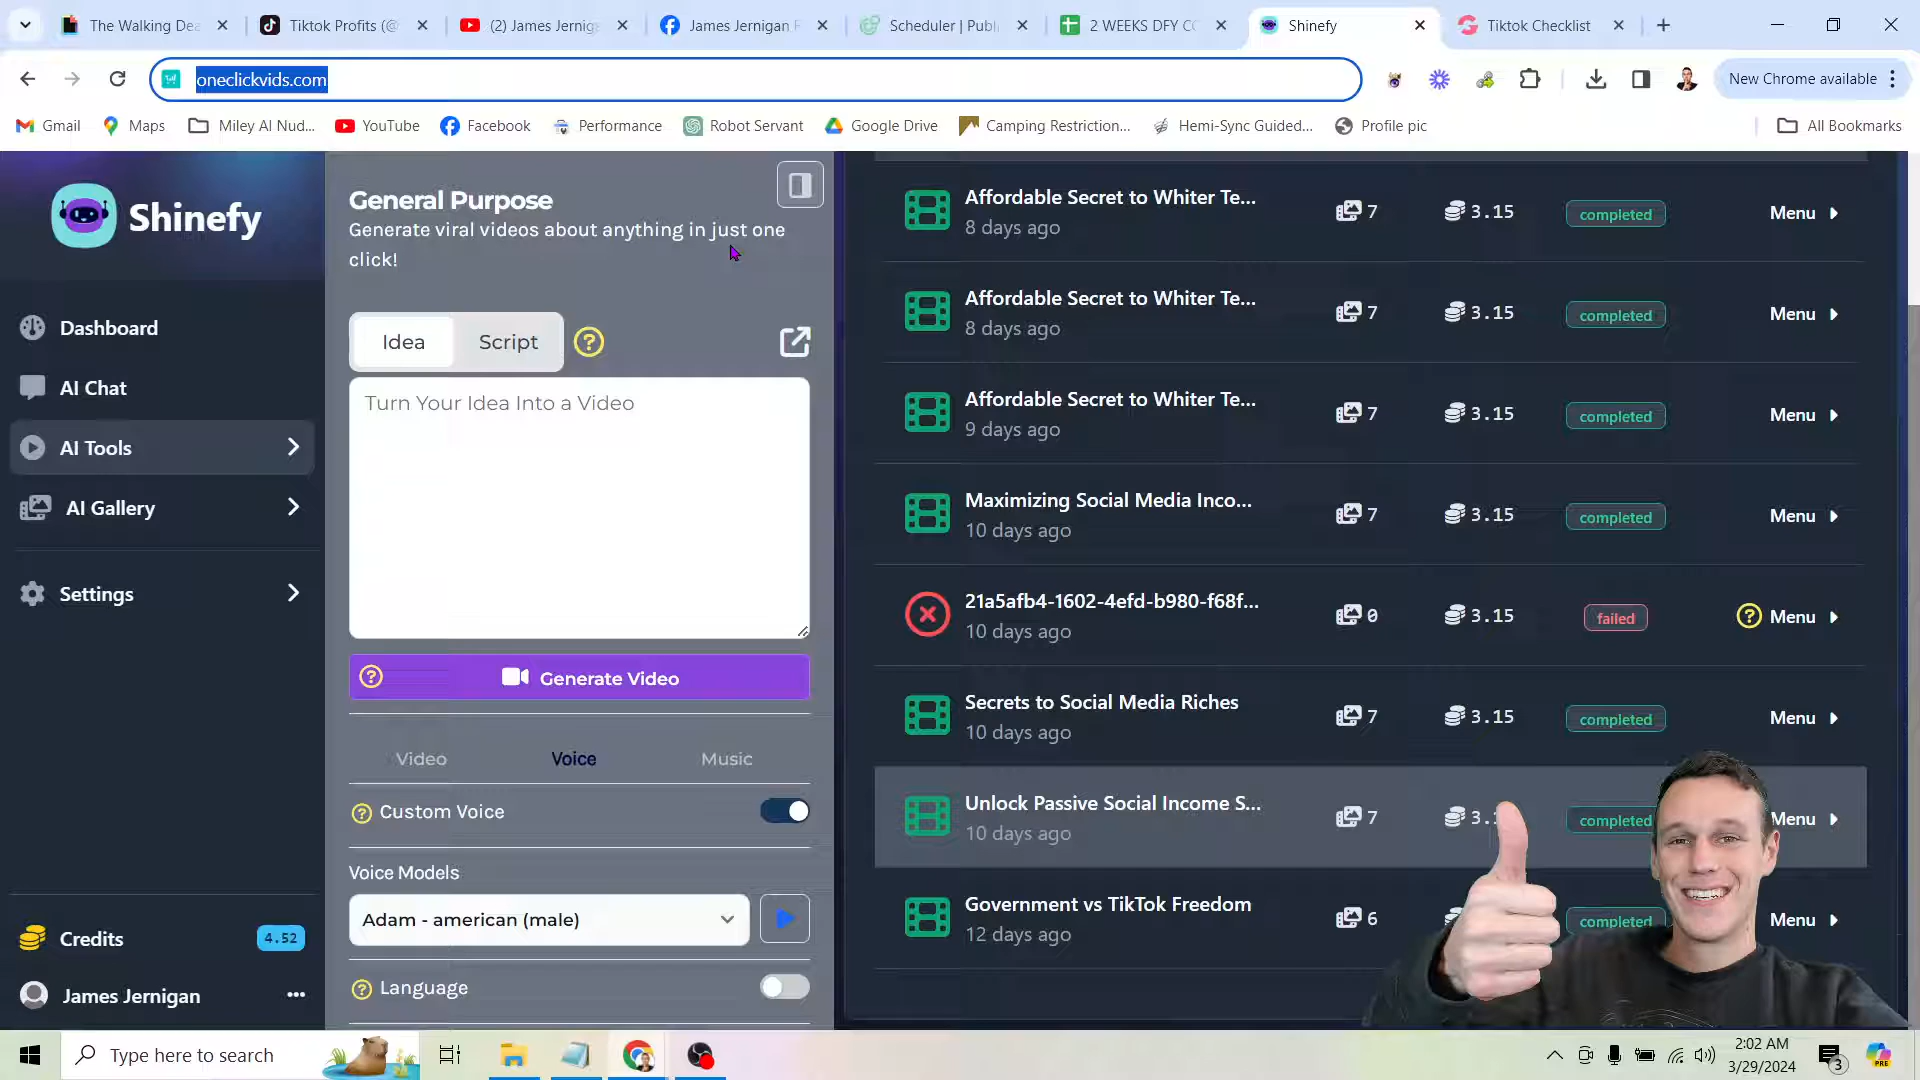 The Walking Dea
Tiktok Profits (@
(2) James Jerniga
James Jernigan F
Scheduler | Publ
2 WEEKS DFY CO
Shinefy
Tiktok Checklist
oneclickvids.com
New Chrome available
Gmail
Maps
Miley AI Nud...
YouTube
Facebook
Performance
Robot Servant
Google Drive
Camping Restriction...
Hemi-Sync Guided...
Profile pic
All Bookmarks
Shinefy
Dashboard
AI Chat
AI Tools
AI Gallery
Settings
Credits
4.52
James Jernigan
General Purpose
Generate viral videos about anything in just one
click!
Idea
Script
Turn Your Idea Into a Video
Generate Video
Video
Voice
Music
Custom Voice
Voice Models
Adam - american (male)
Language
Affordable Secret to Whiter Te... 7 3.15 completed Menu
8 days ago
Affordable Secret to Whiter Te... 7 3.15 completed Menu
8 days ago
Affordable Secret to Whiter Te... 7 3.15 completed Menu
9 days ago
Maximizing Social Media Inco... 7 3.15 completed Menu
10 days ago
21a5afb4-1602-4efd-b980-f68f... 0 3.15 failed Menu
10 days ago
Secrets to Social Media Riches 7 3.15 completed Menu
10 days ago
Unlock Passive Social Income S... 7 3.1 completed Menu
10 days ago
Government vs TikTok Freedom 6 completed Menu
12 days ago
Type here to search
2:02 AM
3/29/2024
3
PRE